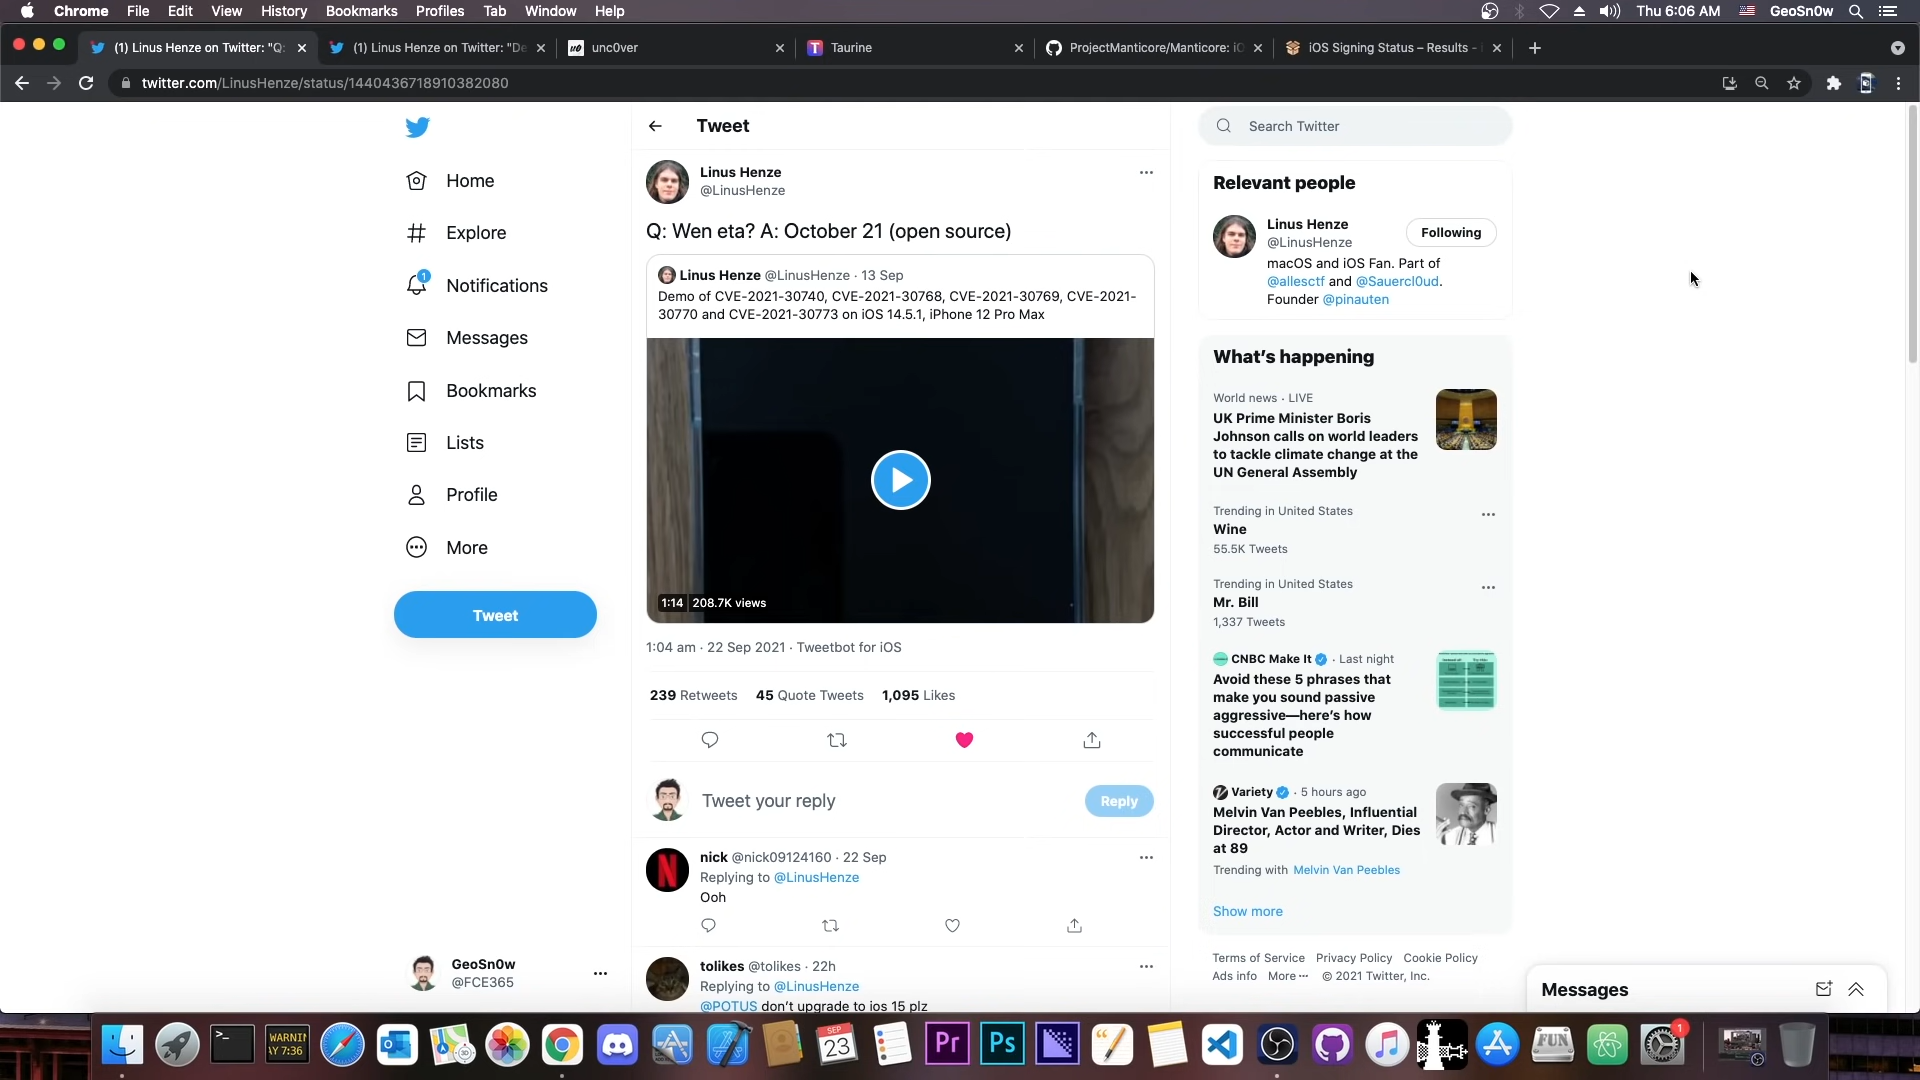 Chrome File Edit View History Bookmarks Profiles Tab Window Help
Thu 6:06 AM GeoSn0w
(1) Linus Henze on Twitter: "Q:
(1) Linus Henze on Twitter: "De
unc0ver
Taurine
ProjectManticore/Manticore: iO
iOS Signing Status – Results -
twitter.com/LinusHenze/status/1440436718910382080
Home
Explore
1
Notifications
Messages
Bookmarks
Lists
Profile
More
Tweet
GeoSn0w
@FCE365
Tweet
Linus Henze
@LinusHenze
Q: Wen eta? A: October 21 (open source)
Linus Henze @LinusHenze · 13 Sep
Demo of CVE-2021-30740, CVE-2021-30768, CVE-2021-30769, CVE-2021-
30770 and CVE-2021-30773 on iOS 14.5.1, iPhone 12 Pro Max
1:14 208.7K views
1:04 am · 22 Sep 2021 · Tweetbot for iOS
239 Retweets 45 Quote Tweets 1,095 Likes
Tweet your reply
Reply
nick @nick09124160 · 22 Sep
Replying to @LinusHenze
Ooh
tolikes @tolikes · 22h
Replying to @LinusHenze
@POTUS don't upgrade to ios 15 plz
Search Twitter
Relevant people
Linus Henze
@LinusHenze
Following
macOS and iOS Fan. Part of
@allesctf and @Sauercl0ud.
Founder @pinauten
What's happening
World news · LIVE
UK Prime Minister Boris
Johnson calls on world leaders
to tackle climate change at the
UN General Assembly
Trending in United States
Wine
55.5K Tweets
Trending in United States
Mr. Bill
1,337 Tweets
CNBC Make It · Last night
Avoid these 5 phrases that
make you sound passive
aggressive—here's how
successful people
communicate
Variety · 5 hours ago
Melvin Van Peebles, Influential
Director, Actor and Writer, Dies
at 89
Trending with Melvin Van Peebles
Show more
Terms of Service Privacy Policy Cookie Policy
Ads info More ··· © 2021 Twitter, Inc.
Messages
WARNIN
AY 7:36
SEP
23
Pr
Ps
FUN
1